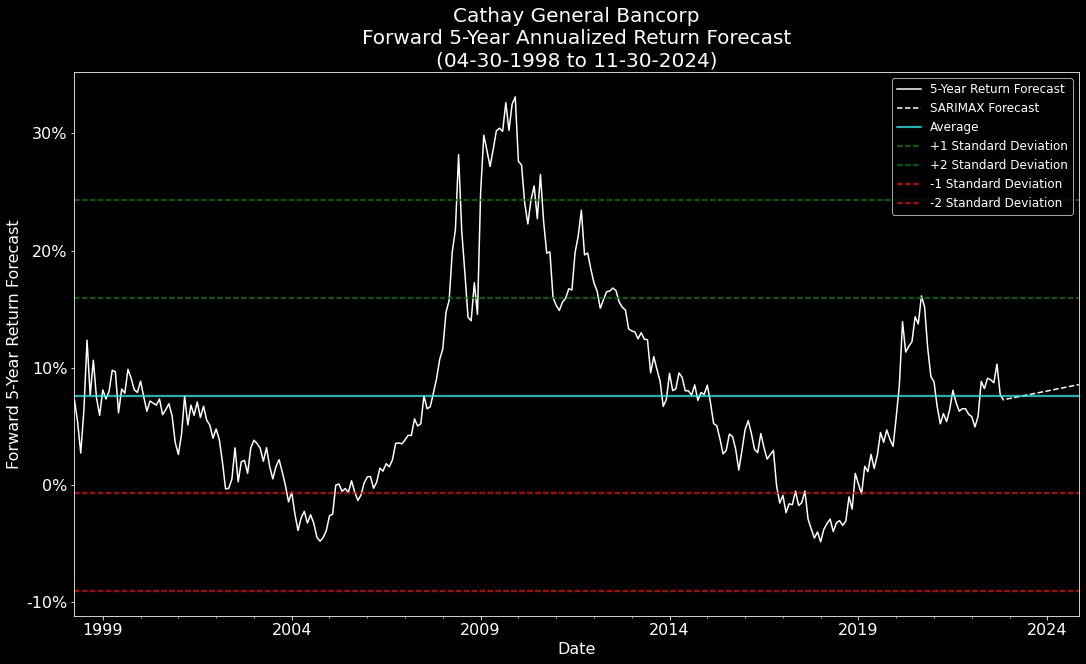 Cathay General Bancorp
Forward 5-Year Annualized Return Forecast
(04-30-1998 to 11-30-2024)
5-Year Return Forecast
SARIMAX Forecast
Average
+1 Standard Deviation
+2 Standard Deviation
-1 Standard Deviation
-2 Standard Deviation
Forward 5-Year Return Forecast
30%
20%
10%
0%
-10%
1999
2004
2009
2014
2019
2024
Date